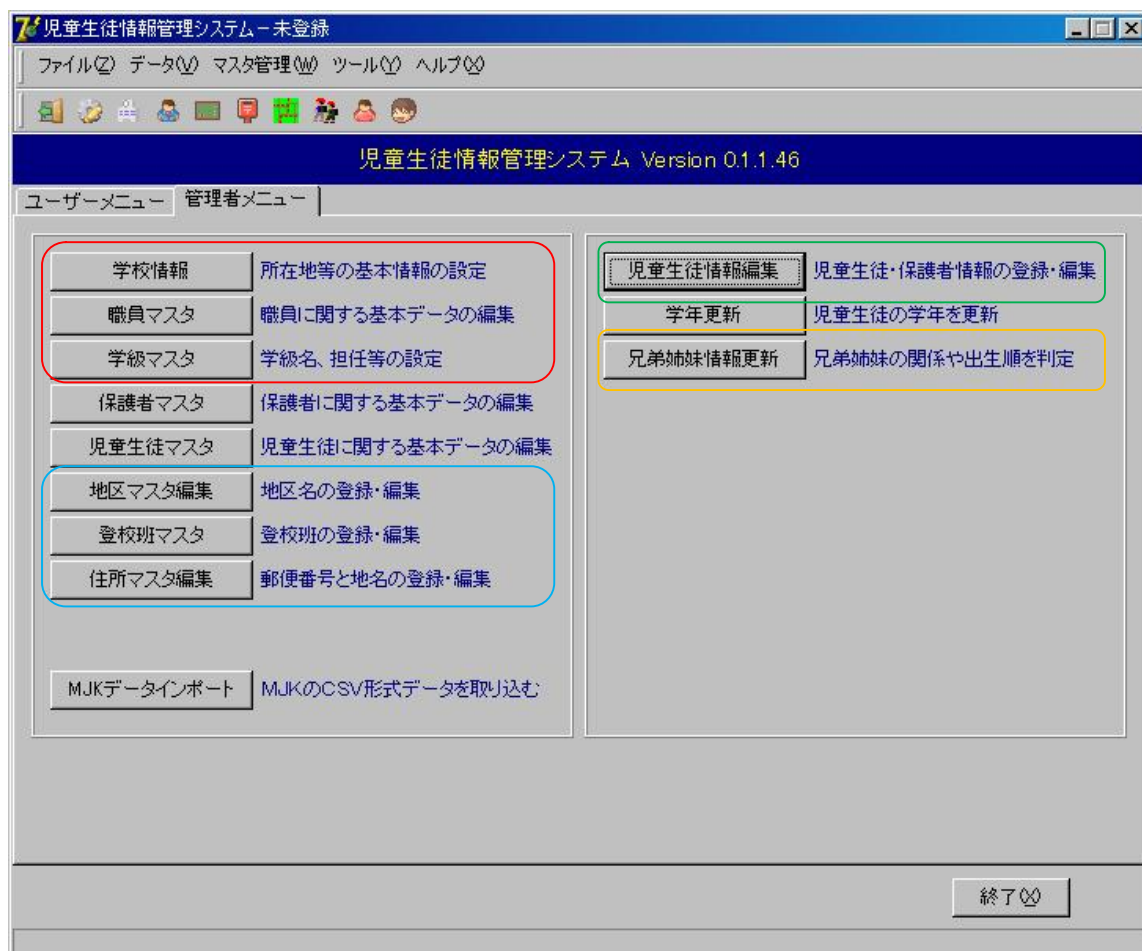 児童生徒情報管理システム－未登録
ファイル(Z) データ(V) マスタ管理(W) ツール(Y) ヘルプ(X)
児童生徒情報管理システム Version 0.1.1.46
ユーザーメニュー 管理者メニュー
学校情報 所在地等の基本情報の設定
職員マスタ 職員に関する基本データの編集
学級マスタ 学級名、担任等の設定
保護者マスタ 保護者に関する基本データの編集
児童生徒マスタ 児童生徒に関する基本データの編集
地区マスタ編集 地区名の登録・編集
登校班マスタ 登校班の登録・編集
住所マスタ編集 郵便番号と地名の登録・編集
MJKデータインポート MJKのCSV形式データを取り込む
児童生徒情報編集 児童生徒・保護者情報の登録・編集
学年更新 児童生徒の学年を更新
兄弟姉妹情報更新 兄弟姉妹の関係や出生順を判定
終了(X)